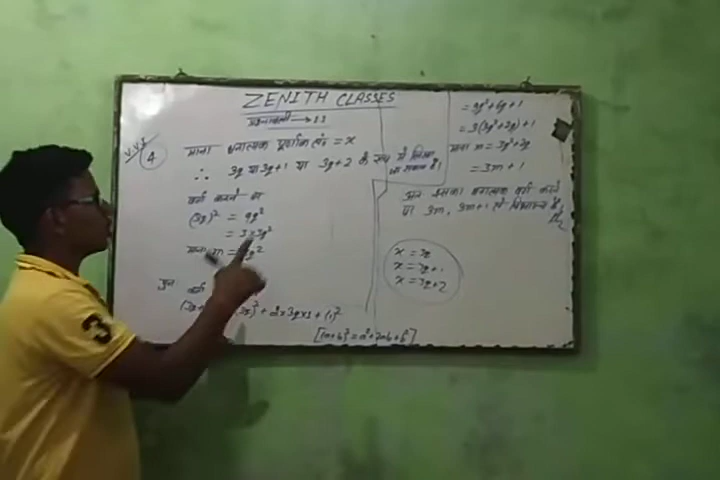 ZENITH CLASSES
प्रश्नावली → 1.1
V.V.I
4
माना धनात्मक पूर्णांक = x
∴ 3q या 3q+1 या 3q+2 के रूप में लिखा
जा सकता है।
वर्ग करने पर
(3q)² = 9q²
= 3×3q²
माना m = 3q²
पुनः वर्ग
(3q)² + 2×3q×1 + (1)²
[(a+b)² = a²+2ab+b²]
= 9q²+6q+1
= 3(3q²+2q)+1
माना m = 3q²+2q
= 3m+1
अतः इसका धनात्मक वर्ग करने
पर 3m, 3m+1 से है।
x = 3q
x = 3q+1
x = 3q+2